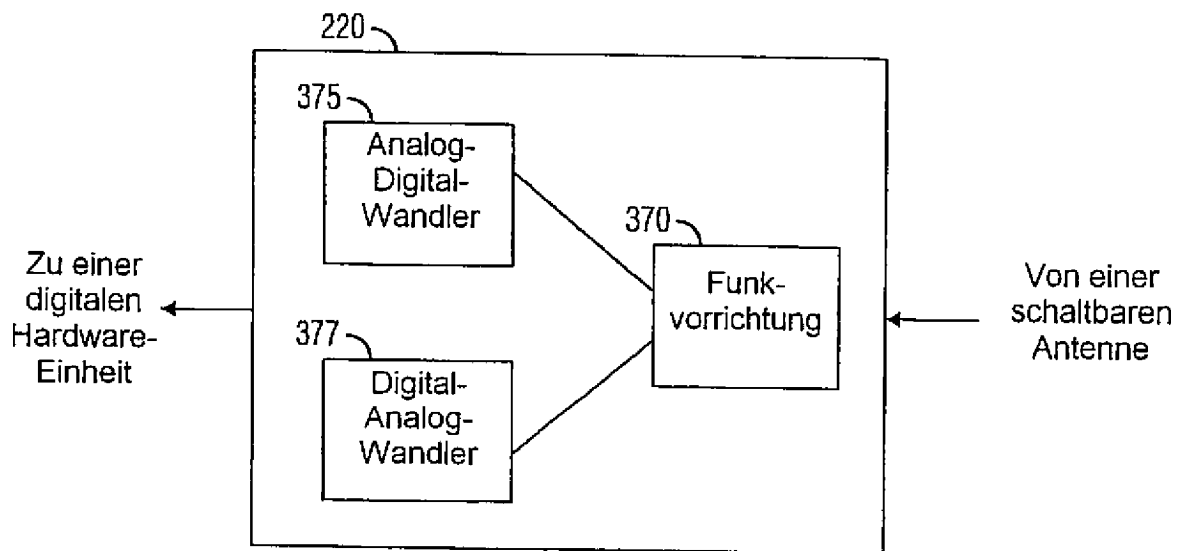 220
375
Analog-
Digital-
Wandler
370
Funk-
vorrichtung
Zu einer
digitalen
Hardware-
Einheit
Von einer
schaltbaren
Antenne
377
Digital-
Analog-
Wandler